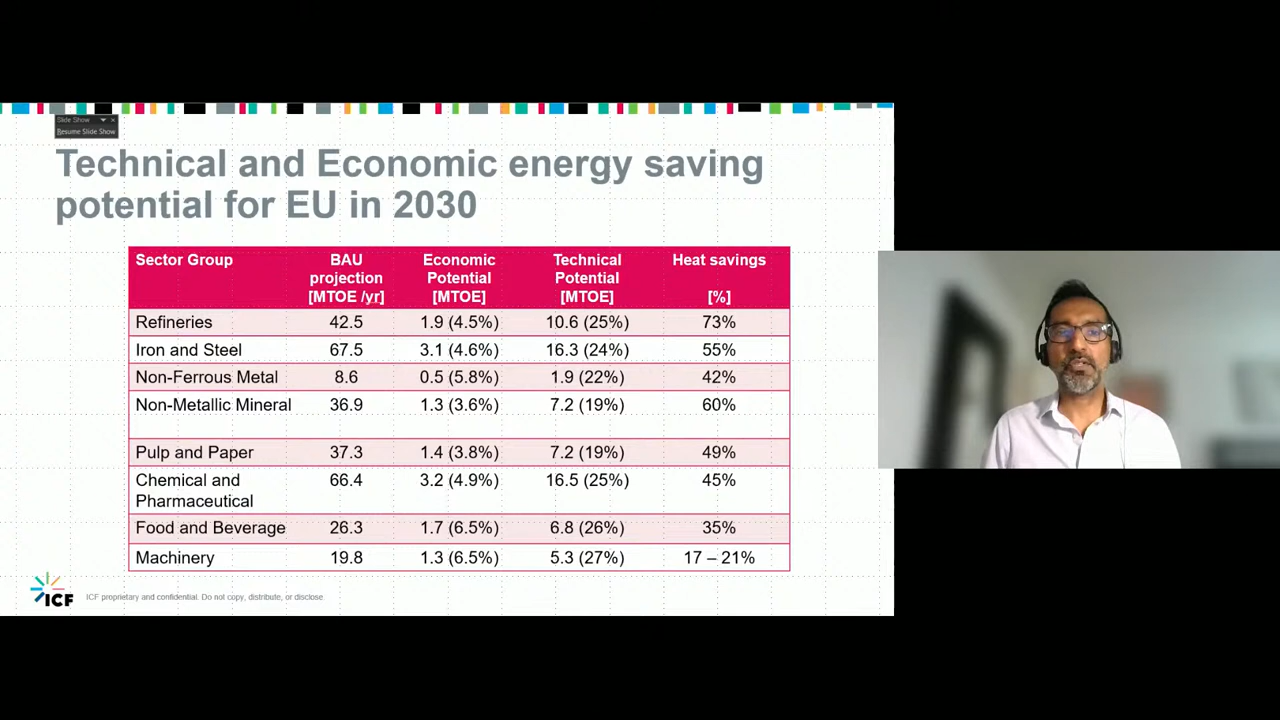 Slide Show
Resume Slide Show
Technical and Economic energy saving
potential for EU in 2030
Sector Group BAU projection [MTOE /yr] Economic Potential [MTOE] Technical Potential [MTOE] Heat savings [%]
Refineries 42.5 1.9 (4.5%) 10.6 (25%) 73%
Iron and Steel 67.5 3.1 (4.6%) 16.3 (24%) 55%
Non-Ferrous Metal 8.6 0.5 (5.8%) 1.9 (22%) 42%
Non-Metallic Mineral 36.9 1.3 (3.6%) 7.2 (19%) 60%
Pulp and Paper 37.3 1.4 (3.8%) 7.2 (19%) 49%
Chemical and Pharmaceutical 66.4 3.2 (4.9%) 16.5 (25%) 45%
Food and Beverage 26.3 1.7 (6.5%) 6.8 (26%) 35%
Machinery 19.8 1.3 (6.5%) 5.3 (27%) 17 – 21%
ICF
ICF proprietary and confidential. Do not copy, distribute, or disclose.